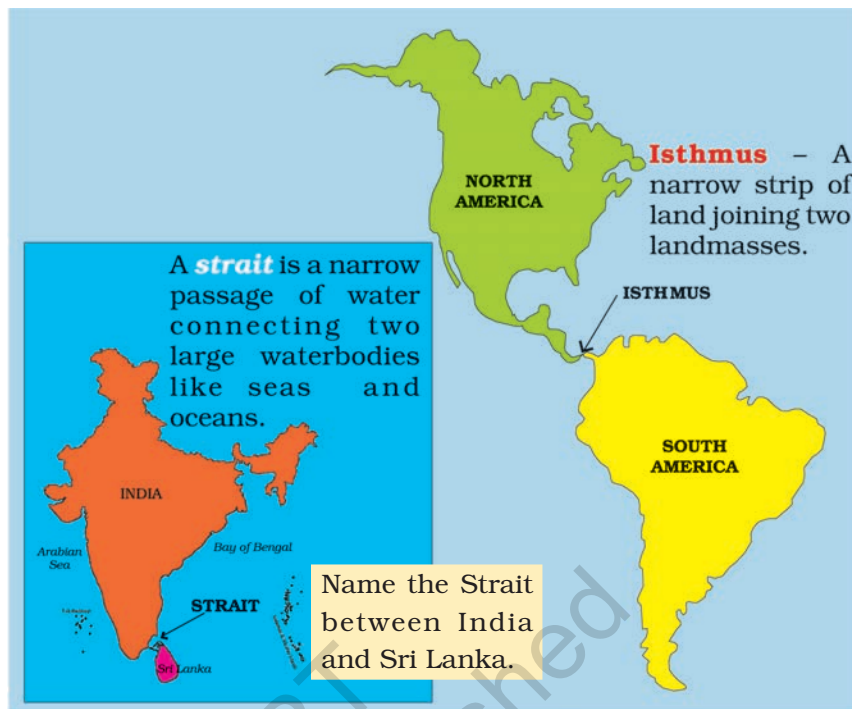 NORTH
AMERICA
Isthmus – A
narrow strip of
land joining two
landmasses.
ISTHMUS
SOUTH
AMERICA
A strait is a narrow
passage of water
connecting two
large waterbodies
like seas and
oceans.
INDIA
Arabian
Sea
Bay of Bengal
STRAIT
Sri Lanka
Name the Strait
between India
and Sri Lanka.